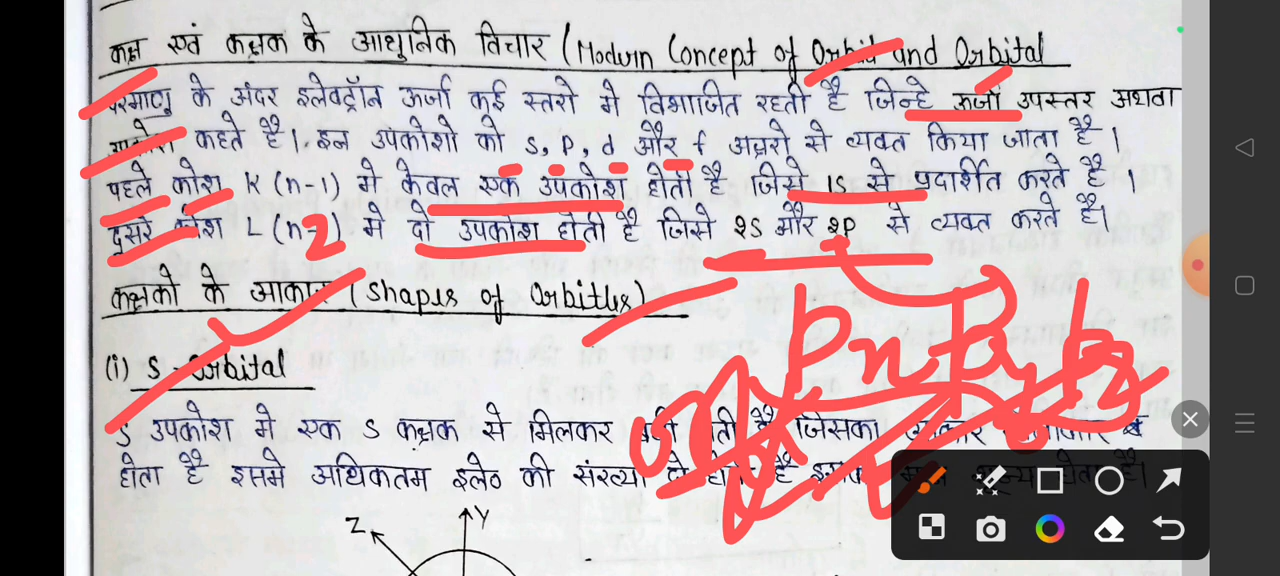 कक्ष एवं कक्षक के आधुनिक विचार (Modern Concept of Orbit and Orbital
परमाणु के अंदर इलेक्ट्रॉन ऊर्जा कई स्तरो मे विभाजित रहती है जिन्हे ऊर्जा उपस्तर अथवा
कहते है। इन उपकोशो को s, p, d और f अक्षरो से व्यक्त किया जाता है।
पहले कोश K (n-1) मे केवल एक उपकोश होती है जिसे 1S से प्रदर्शित करते है।
दुसरे कोश L (n-2) मे दो उपकोश होती है जिसे 2S और 2P से व्यक्त करते है।
कक्षको के आकार (Shapes of Orbitls)
(i) S - Orbital
S उपकोश मे एक S कक्षक से मिलकर जिसका
होता है इसमे अधिकतम इले० की संख्या दो होती है शून्य होता है।
Z Y